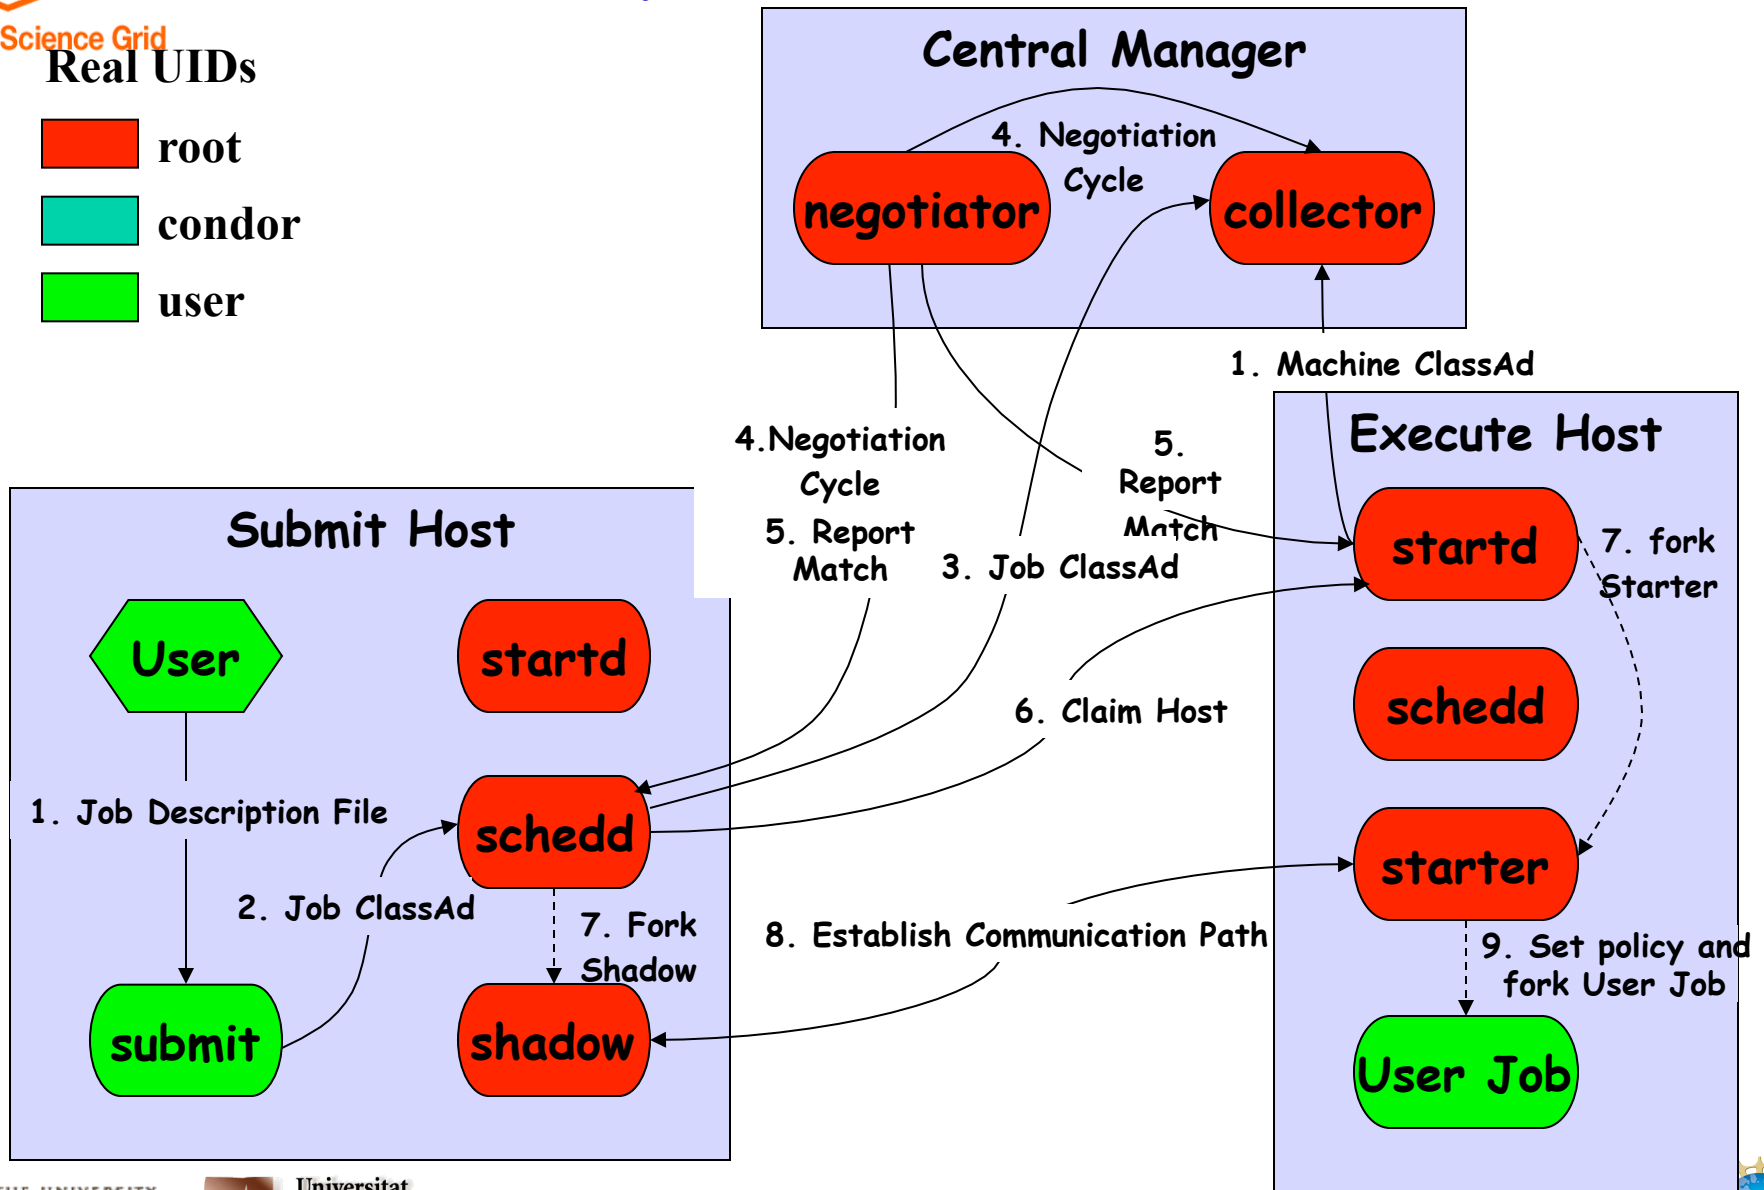 Science Grid
Real UIDs
root
condor
user
Central Manager
4. Negotiation
Cycle
negotiator
collector
1. Machine ClassAd
4.Negotiation
Cycle
5. Report
Match
5.
Report
Match
3. Job ClassAd
6. Claim Host
8. Establish Communication Path
Submit Host
User
startd
1. Job Description File
schedd
2. Job ClassAd
7. Fork
Shadow
submit
shadow
Execute Host
startd
7. fork
Starter
schedd
starter
9. Set policy and
fork User Job
User Job
THE UNIVERSITY
Universitat